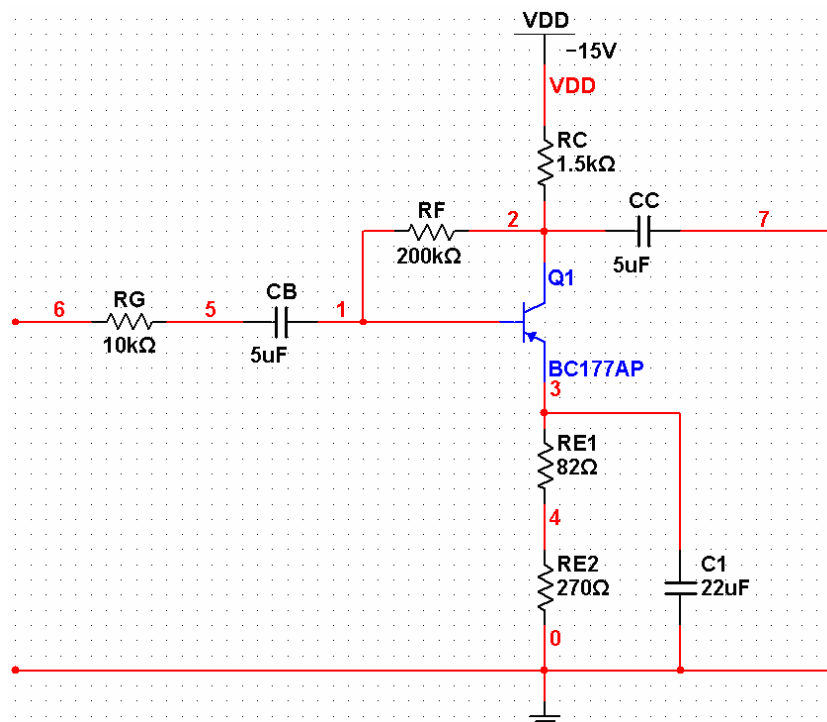 VDD
−15V
VDD
RC
1.5kΩ
RF
2
CC
7
200kΩ
5uF
Q1
6
RG
5
CB
1
10kΩ
5uF
BC177AP
3
RE1
82Ω
4
RE2
270Ω
C1
22uF
0